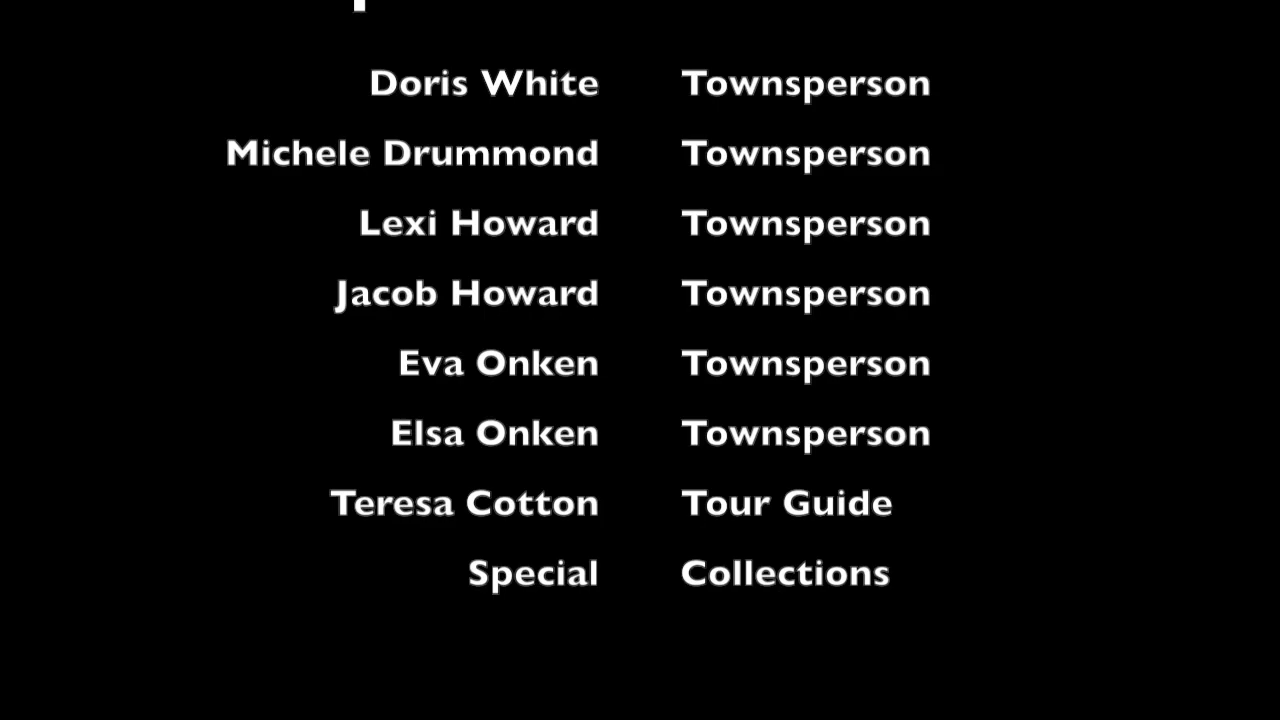 Doris White Townsperson
Michele Drummond Townsperson
Lexi Howard Townsperson
Jacob Howard Townsperson
Eva Onken Townsperson
Elsa Onken Townsperson
Teresa Cotton Tour Guide
Special Collections